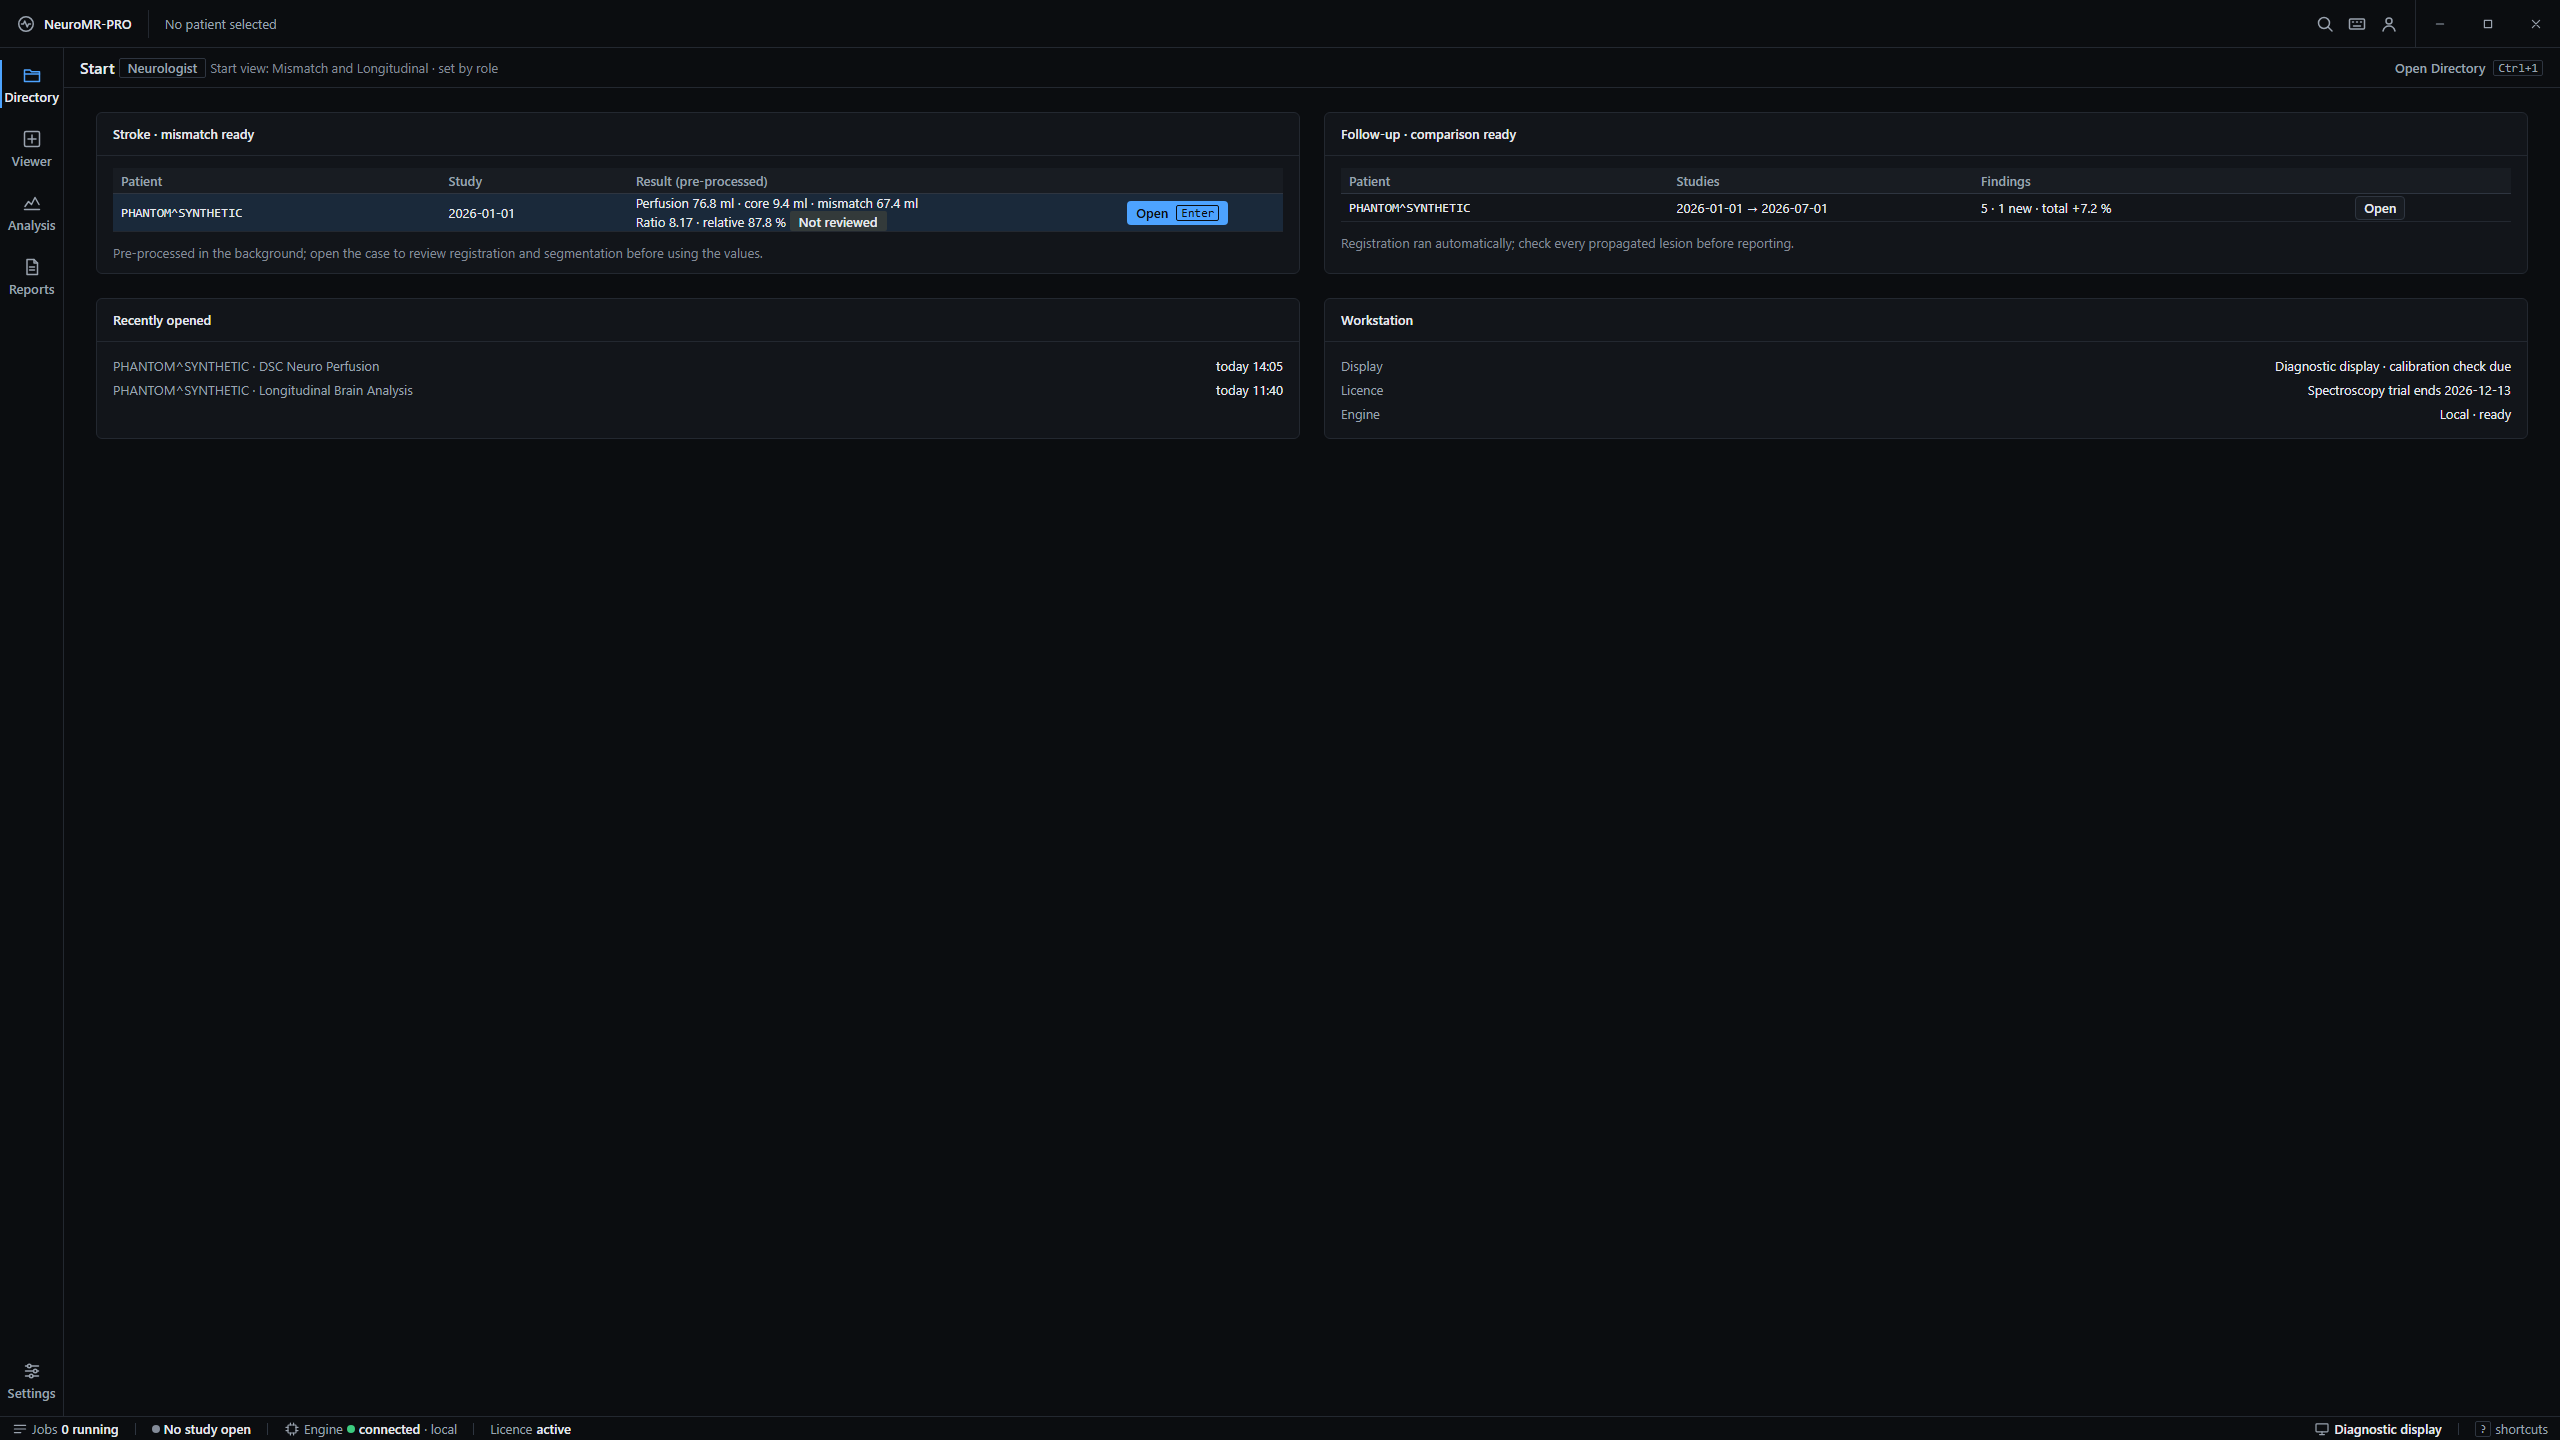 NeuroMR-PRO No patient selected
Directory
Viewer
Analysis
Reports
Settings
Start Neurologist Start view: Mismatch and Longitudinal · set by role Open Directory Ctrl+1
Stroke · mismatch ready
Patient Study Result (pre-processed)
PHANTOM^SYNTHETIC 2026-01-01 Perfusion 76.8 ml · core 9.4 ml · mismatch 67.4 ml
Ratio 8.17 · relative 87.8 % Not reviewed
Open Enter
Pre-processed in the background; open the case to review registration and segmentation before using the values.
Follow-up · comparison ready
Patient Studies Findings
PHANTOM^SYNTHETIC 2026-01-01 → 2026-07-01 5 · 1 new · total +7.2 % Open
Registration ran automatically; check every propagated lesion before reporting.
Recently opened
PHANTOM^SYNTHETIC · DSC Neuro Perfusion today 14:05
PHANTOM^SYNTHETIC · Longitudinal Brain Analysis today 11:40
Workstation
Display Diagnostic display · calibration check due
Licence Spectroscopy trial ends 2026-12-13
Engine Local · ready
Jobs 0 running No study open Engine connected · local Licence active Diagnostic display ? shortcuts